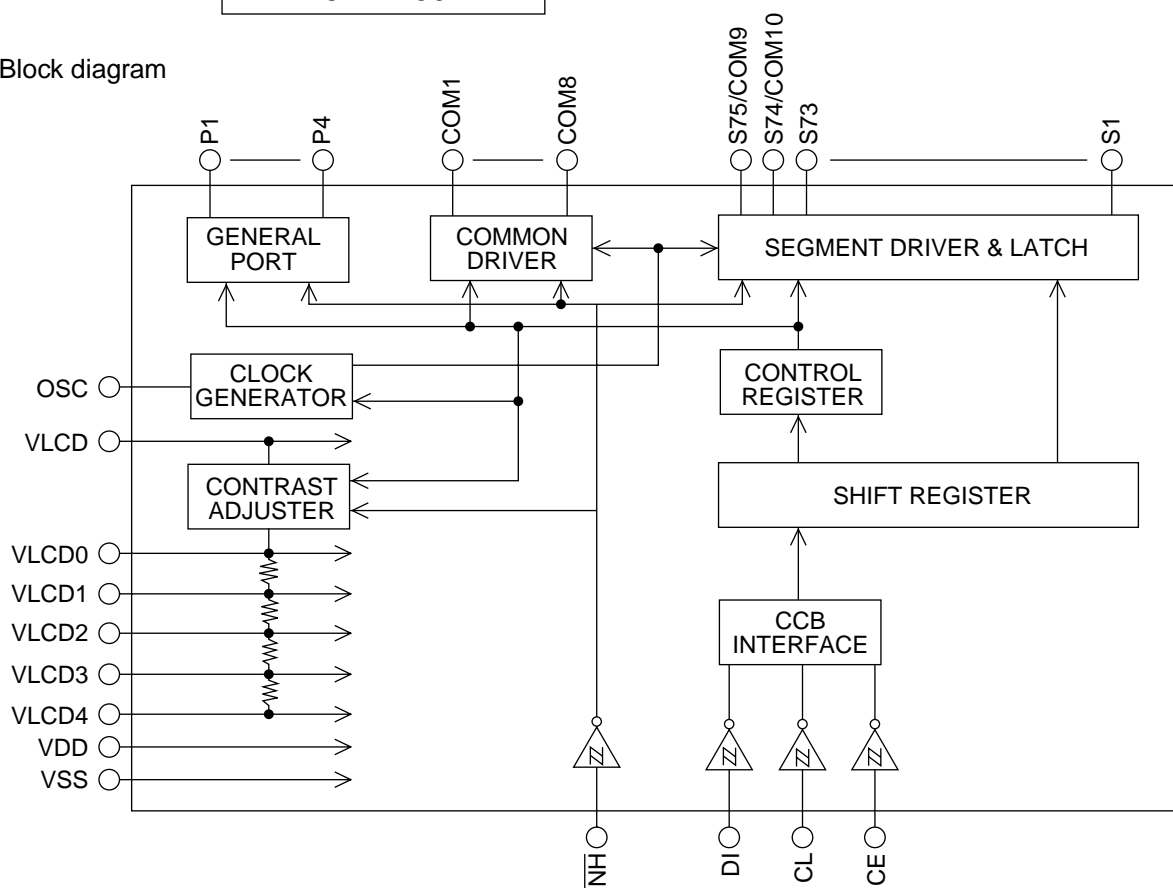 Block diagram
P1
P4
COM1
COM8
S75/COM9
S74/COM10
S73
S1
GENERAL
PORT
COMMON
DRIVER
SEGMENT DRIVER & LATCH
OSC
CLOCK
GENERATOR
CONTROL
REGISTER
VLCD
CONTRAST
ADJUSTER
SHIFT REGISTER
VLCD0
VLCD1
VLCD2
VLCD3
VLCD4
VDD
VSS
CCB
INTERFACE
NH
DI
CL
CE